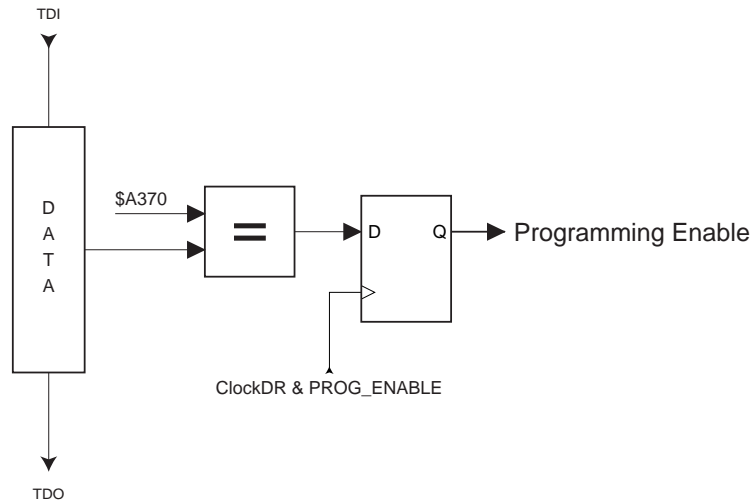 TDI
D
A
T
A
$A370
=
D
Q
Programming Enable
ClockDR & PROG_ENABLE
TDO